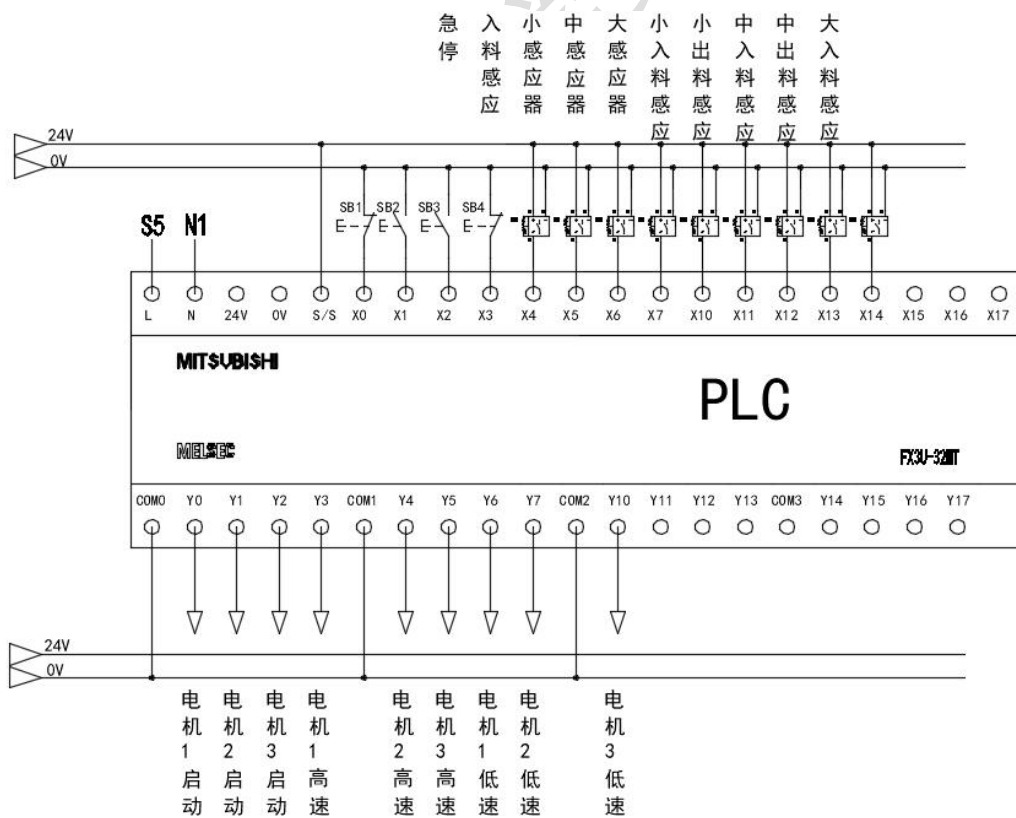 急停
入料感应
小感应器
中感应器
大感应器
小入料感应
小出料感应
中入料感应
中出料感应
大入料感应
24V
0V
S5 N1
SB1 SB2 SB3 SB4
L N 24V 0V S/S X0 X1 X2 X3 X4 X5 X6 X7 X10 X11 X12 X13 X14 X15 X16 X17
MITSUBISHI
PLC
MELSEC
FX3U-32MT
COM0 Y0 Y1 Y2 Y3 COM1 Y4 Y5 Y6 Y7 COM2 Y10 Y11 Y12 Y13 COM3 Y14 Y15 Y16 Y17
24V
0V
电机1启动
电机2启动
电机3启动
电机1高速
电机2高速
电机3高速
电机1低速
电机2低速
电机3低速